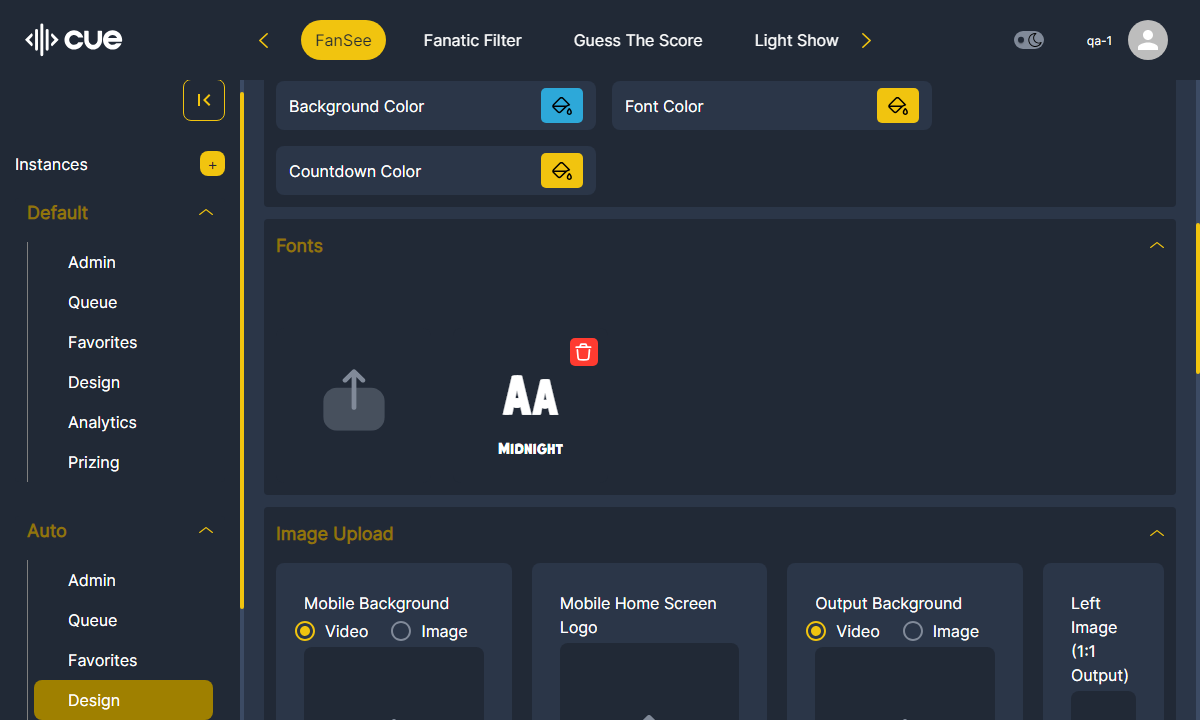 cue
FanSee
Fanatic Filter
Guess The Score
Light Show
qa-1
Instances
+
Default
Admin
Queue
Favorites
Design
Analytics
Prizing
Auto
Admin
Queue
Favorites
Design
Background Color
Font Color
Countdown Color
Fonts
AA
MIDNIGHT
Image Upload
Mobile Background
Video
Image
Mobile Home Screen
Logo
Output Background
Video
Image
Left
Image
(1:1
Output)